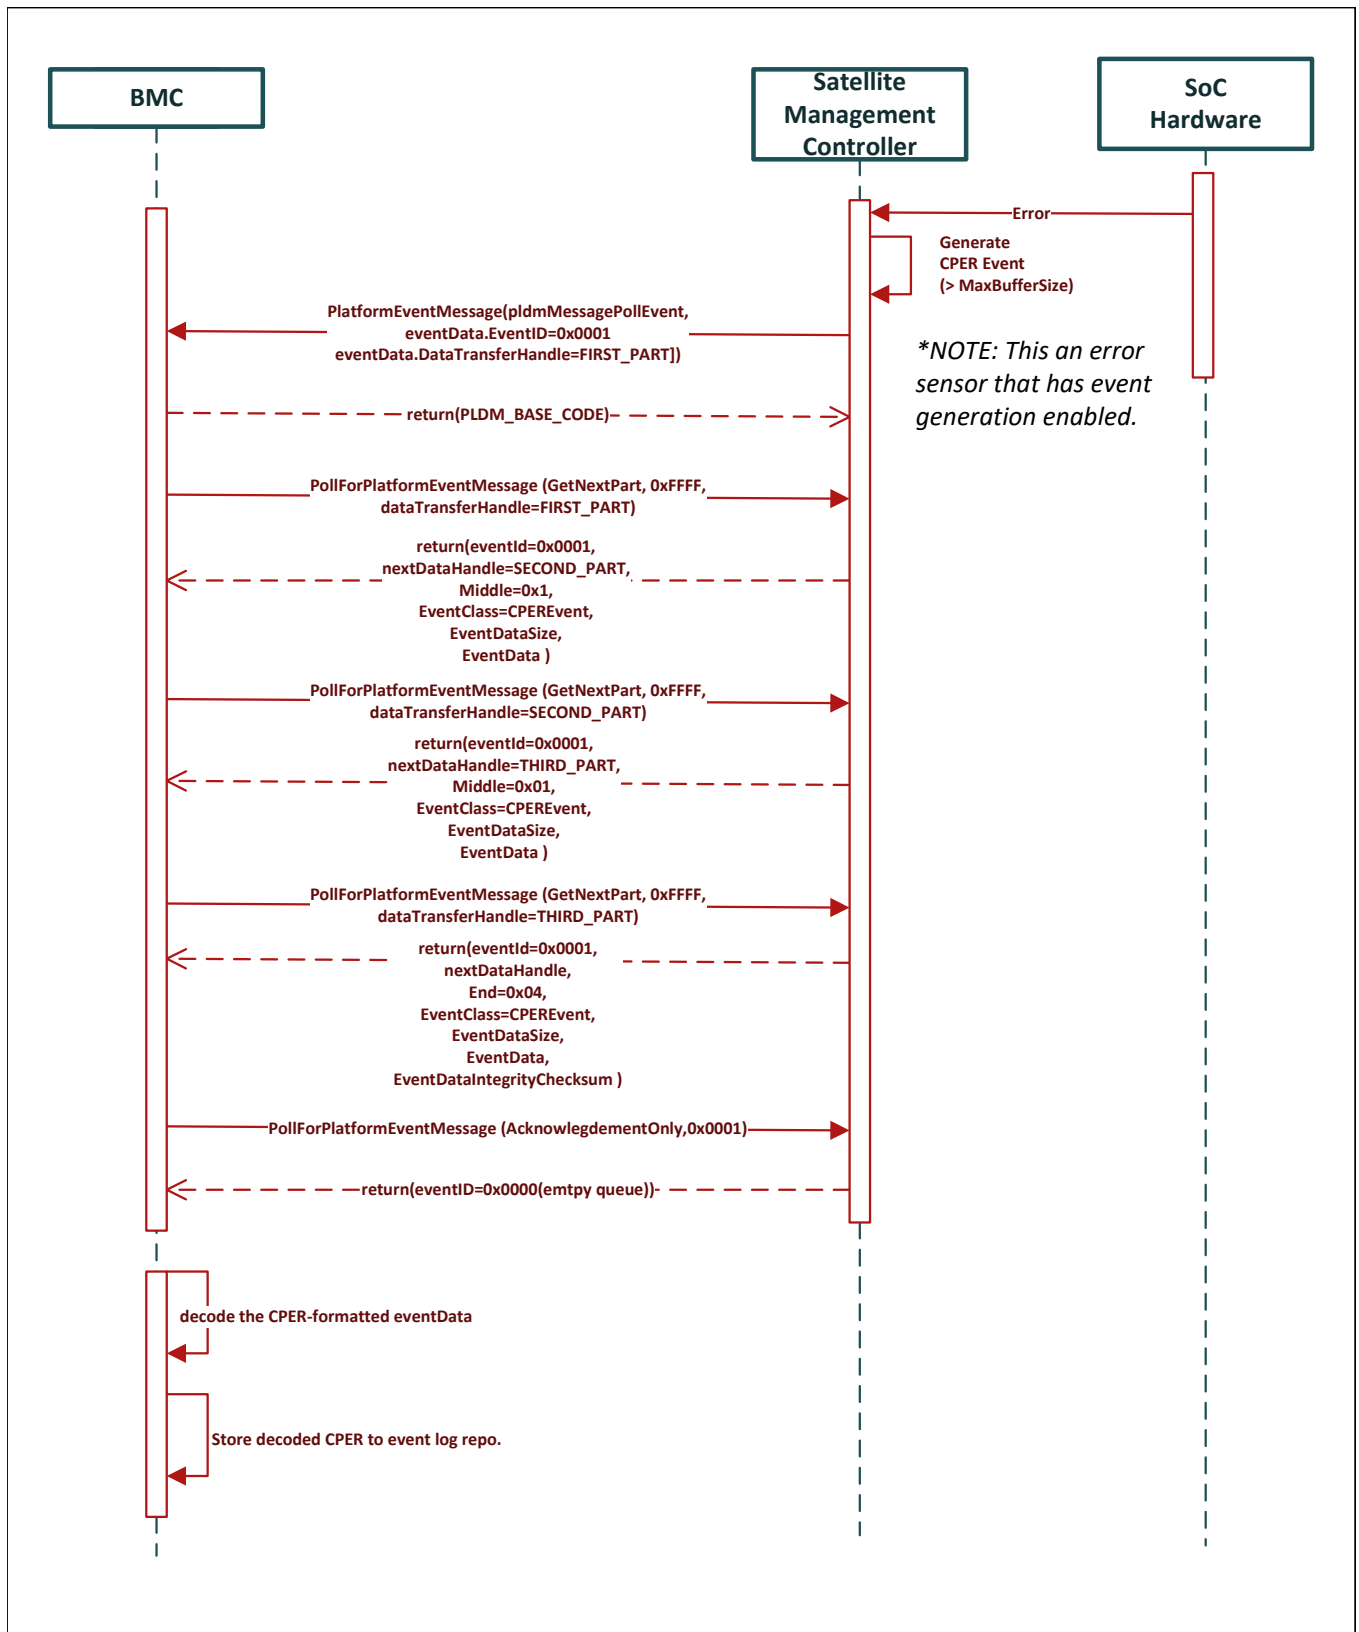 BMC
Satellite
Management
Controller
SoC
Hardware
Error
Generate
CPER Event
(> MaxBufferSize)
PlatformEventMessage(pldmMessagePollEvent,
eventData.EventID=0x0001
eventData.DataTransferHandle=FIRST_PART])
*NOTE: This an error
sensor that has event
generation enabled.
return(PLDM_BASE_CODE)
PollForPlatformEventMessage (GetNextPart, 0xFFFF,
dataTransferHandle=FIRST_PART)
return(eventId=0x0001,
nextDataHandle=SECOND_PART,
Middle=0x1,
EventClass=CPEREvent,
EventDataSize,
EventData )
PollForPlatformEventMessage (GetNextPart, 0xFFFF,
dataTransferHandle=SECOND_PART)
return(eventId=0x0001,
nextDataHandle=THIRD_PART,
Middle=0x01,
EventClass=CPEREvent,
EventDataSize,
EventData )
PollForPlatformEventMessage (GetNextPart, 0xFFFF,
dataTransferHandle=THIRD_PART)
return(eventId=0x0001,
nextDataHandle,
End=0x04,
EventClass=CPEREvent,
EventDataSize,
EventData,
EventDataIntegrityChecksum )
PollForPlatformEventMessage (AcknowlegdementOnly,0x0001)
return(eventID=0x0000(emtpy queue))
decode the CPER-formatted eventData
Store decoded CPER to event log repo.